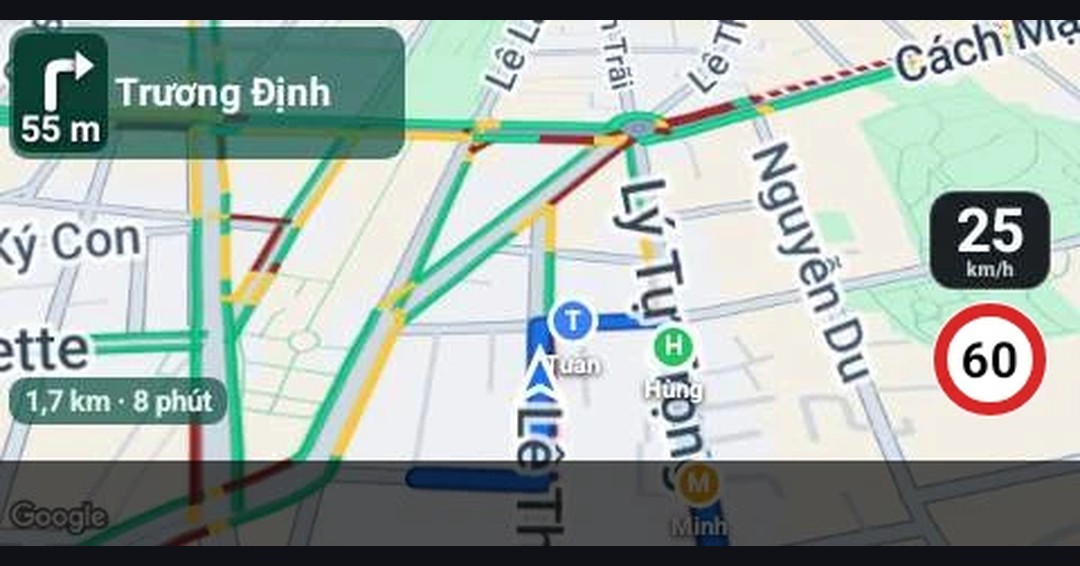 Trương Định
55 m
Lê L
n Trãi
Lê Th
Cách Mạ
Ký Con
Lý Tự Trọng
Nguyễn Du
25
km/h
60
ette
T
Tuấn
H
Hùng
1,7 km · 8 phút
Lê Th
M
Minh
Google